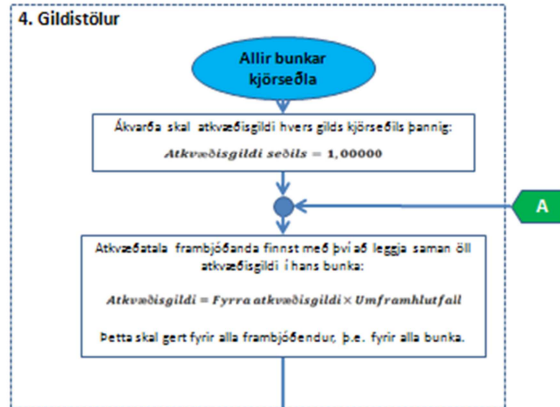 4. Gildistölur
Allir bunkar
kjörseðla
Ákvarða skal atkvæðisgildi hvers gilds kjörseðils þannig:
Atkvæðisgildi seðils = 1,00000
A
Atkvæðatala frambjóðanda finnst með því að leggja saman öll
atkvæðisgildi í hans bunka:
Atkvæðisgildi = Fyrra atkvæðisgildi × Umframhlutfall
Þetta skal gert fyrir alla frambjóðendur, þ.e. fyrir alla bunka.